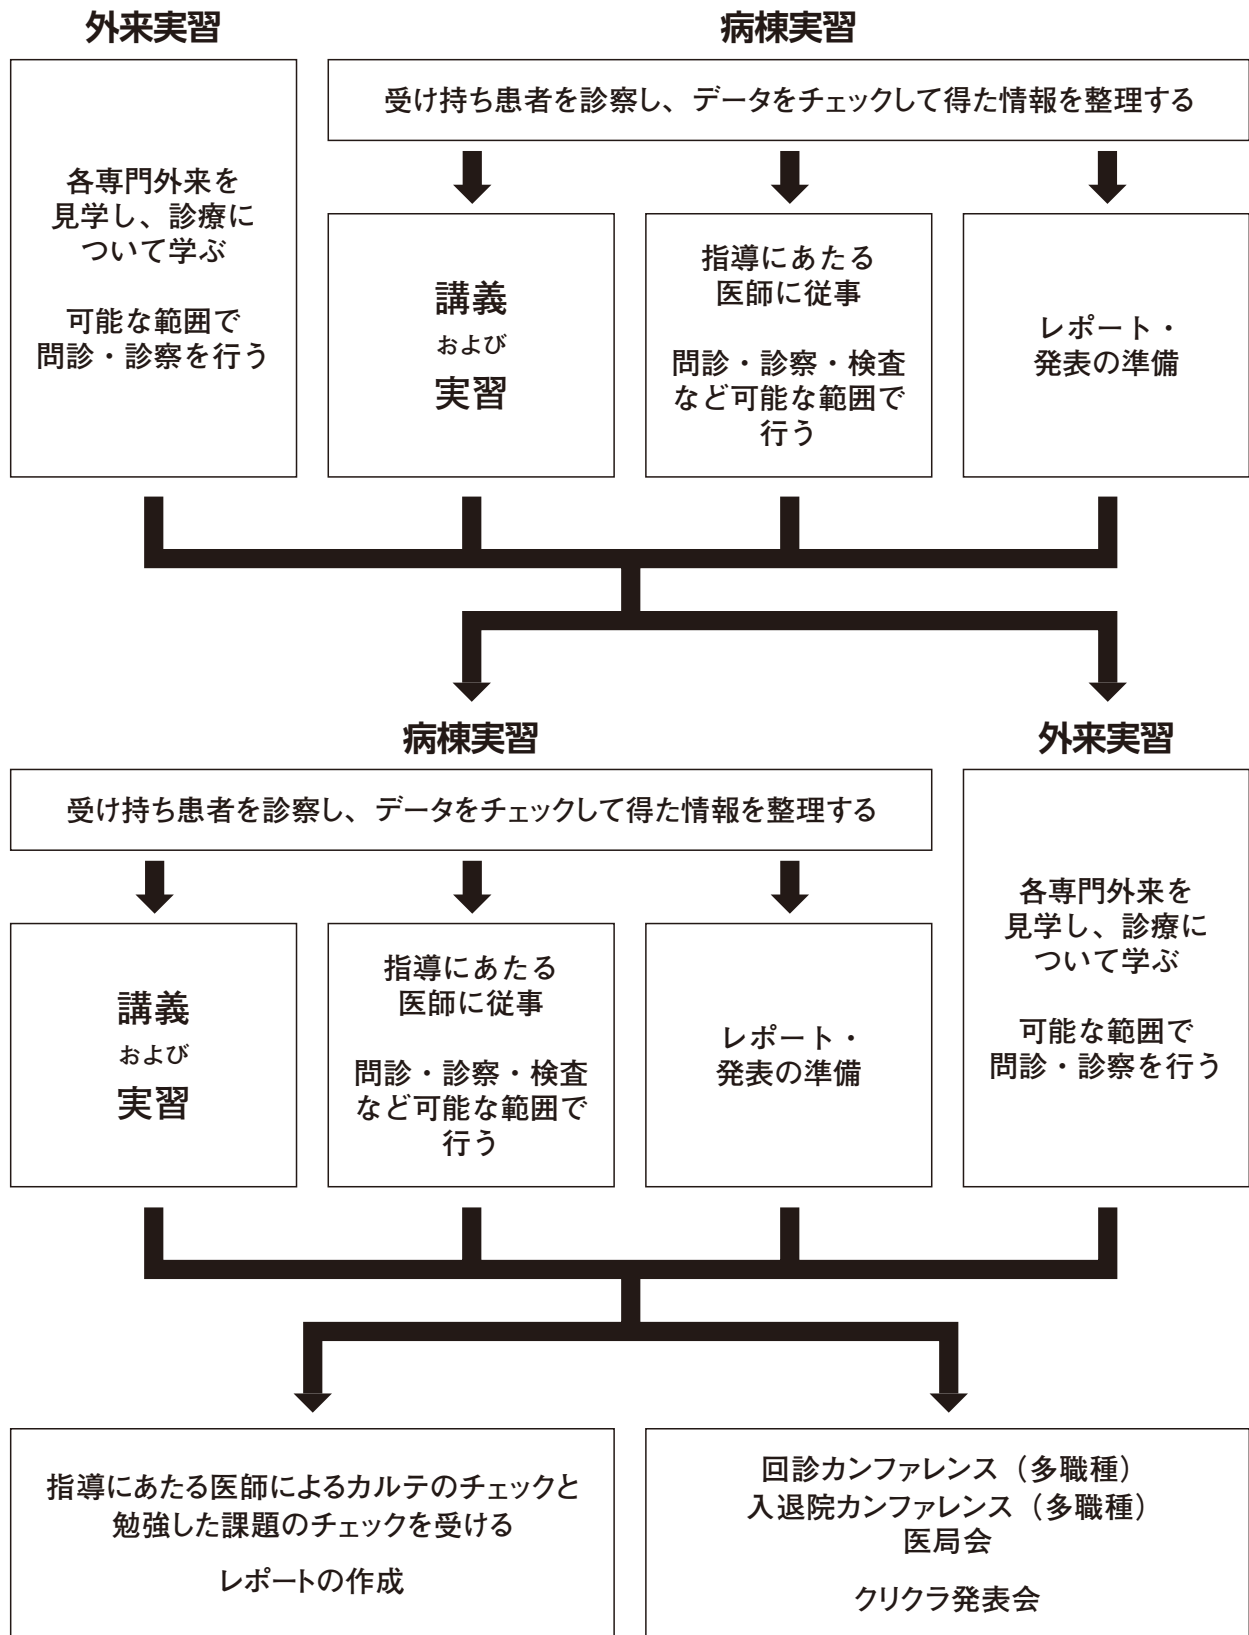 外来実習
各専門外来を
見学し、診療に
ついて学ぶ
可能な範囲で
問診・診察を行う
病棟実習
受け持ち患者を診察し、データをチェックして得た情報を整理する
講義
および
実習
指導にあたる
医師に従事
問診・診察・検査
など可能な範囲で
行う
レポート・
発表の準備
病棟実習
受け持ち患者を診察し、データをチェックして得た情報を整理する
講義
および
実習
指導にあたる
医師に従事
問診・診察・検査
など可能な範囲で
行う
レポート・
発表の準備
外来実習
各専門外来を
見学し、診療に
ついて学ぶ
可能な範囲で
問診・診察を行う
指導にあたる医師によるカルテのチェックと
勉強した課題のチェックを受ける
レポートの作成
回診カンファレンス（多職種）
入退院カンファレンス（多職種）
医局会
クリクラ発表会